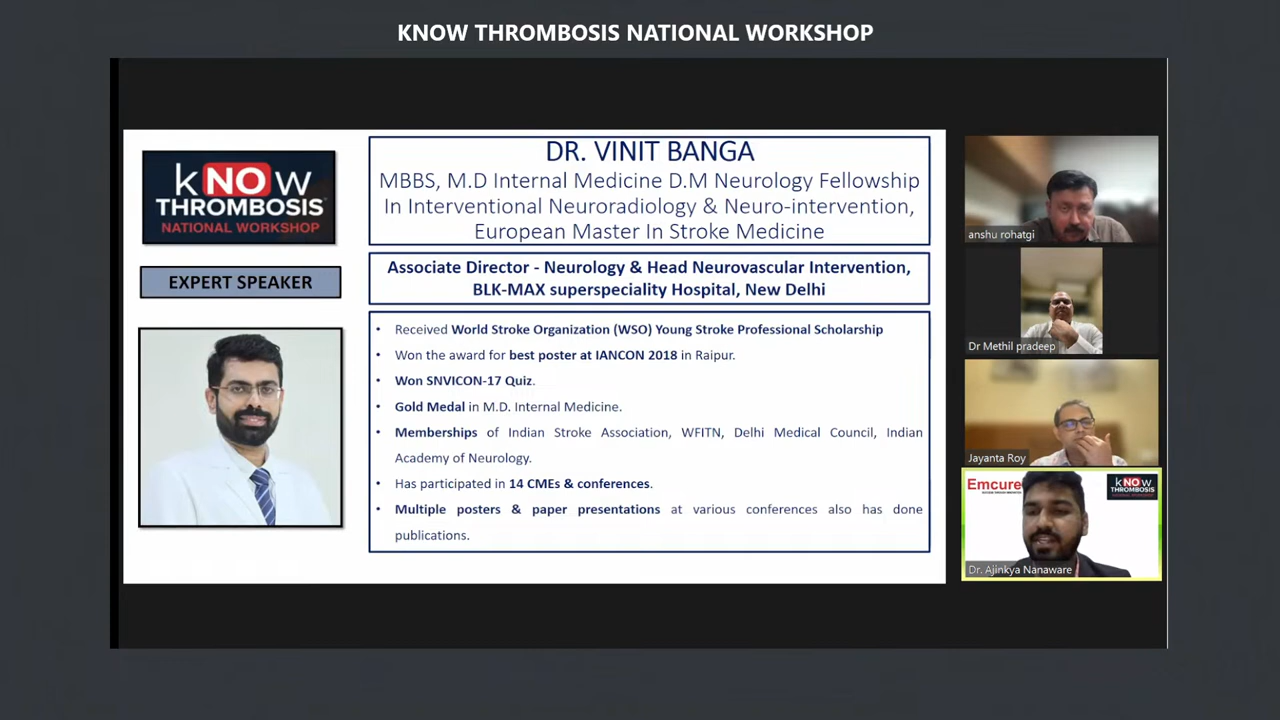 KNOW THROMBOSIS NATIONAL WORKSHOP
kNOw
THROMBOSIS
NATIONAL WORKSHOP
EXPERT SPEAKER
DR. VINIT BANGA
MBBS, M.D Internal Medicine D.M Neurology Fellowship
In Interventional Neuroradiology & Neuro-intervention,
European Master In Stroke Medicine
Associate Director - Neurology & Head Neurovascular Intervention,
BLK-MAX superspeciality Hospital, New Delhi
• Received World Stroke Organization (WSO) Young Stroke Professional Scholarship
• Won the award for best poster at IANCON 2018 in Raipur.
• Won SNVICON-17 Quiz.
• Gold Medal in M.D. Internal Medicine.
• Memberships of Indian Stroke Association, WFITN, Delhi Medical Council, Indian
Academy of Neurology.
• Has participated in 14 CMEs & conferences.
• Multiple posters & paper presentations at various conferences also has done
publications.
anshu rohatgi
Dr Methil pradeep
Jayanta Roy
Emcure
kNOw
THROMBOSIS
Dr. Ajinkya Nanaware